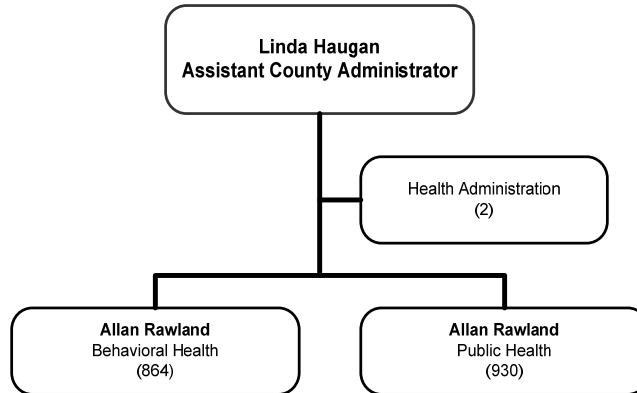 Linda Haugan
Assistant County Administrator
Health Administration
(2)
Allan Rawland
Behavioral Health
(864)
Allan Rawland
Public Health
(930)